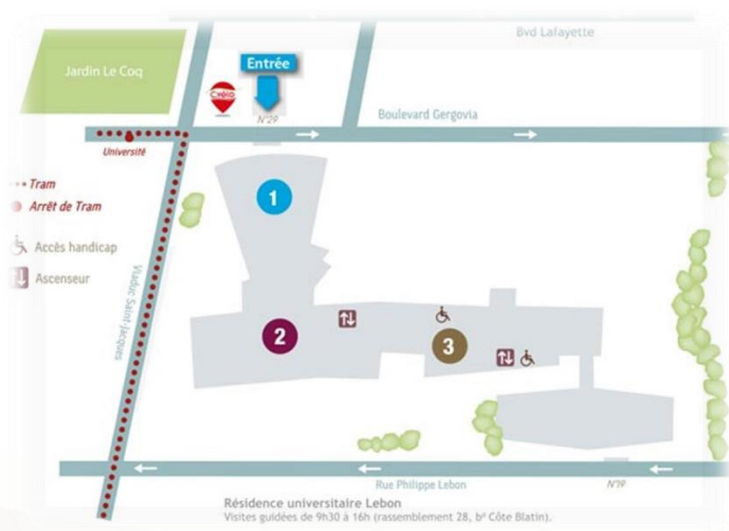 Bvd Lafayette
Jardin Le Coq
Entrée
C.vélo
N°29
Boulevard Gergovia
Université
1
Tram
Arrêt de Tram
Accès handicap
Ascenseur
Viaduc Saint-Jacques
2
3
Rue Philippe Lebon
N°19
Résidence universitaire Lebon
Visites guidées de 9h30 à 16h (rassemblement 28, bd Côte Blatin).